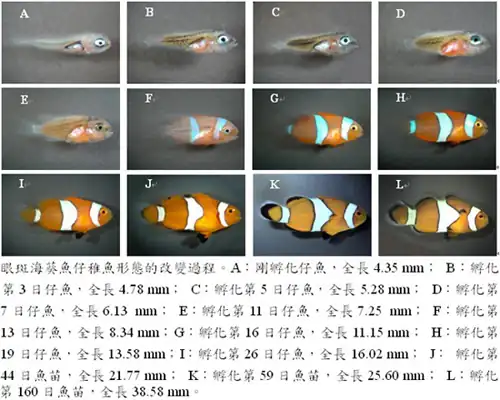 A B C D
E F G H
I J K L
眼斑海葵魚仔稚魚形態的改變過程。A:剛孵化仔魚,全長 4.35 mm; B:孵化
第 3 日仔魚,全長 4.78 mm; C:孵化第 5 日仔魚,全長 5.28 mm; D:孵化第
7 日仔魚,全長 6.13 mm; E:孵化第 11 日仔魚,全長 7.25 mm; F:孵化第
13 日仔魚,全長 8.34 mm;G:孵化第 16 日仔魚,全長 11.15 mm; H:孵化第
19 日仔魚,全長 13.58 mm;I:孵化第 26 日仔魚,全長 16.02 mm; J:孵化第
44 日魚苗,全長 21.77 mm; K:孵化第 59 日魚苗,全長 25.60 mm; L:孵化
第 160 日魚苗,全長 38.58 mm。